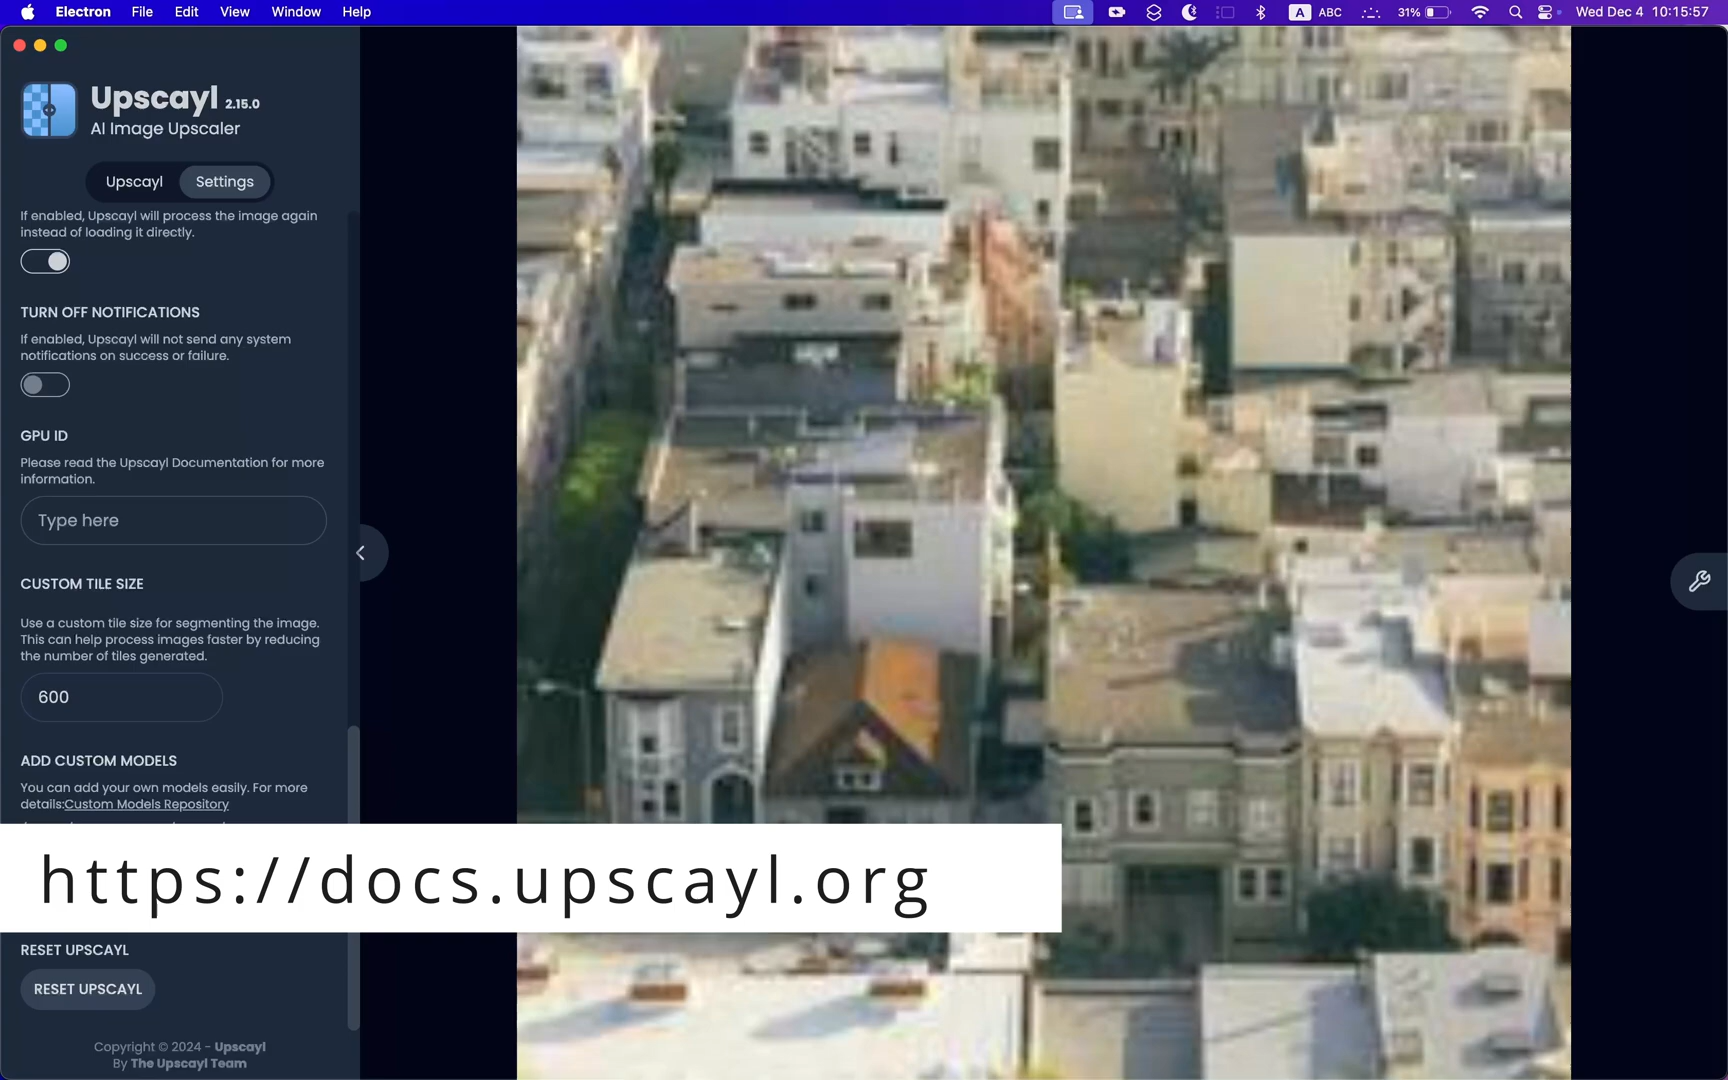 Electron File Edit View Window Help
A ABC 31% Wed Dec 4 10:15:57
Upscayl 2.15.0
AI Image Upscaler
Upscayl Settings
If enabled, Upscayl will process the image again
instead of loading it directly.
TURN OFF NOTIFICATIONS
If enabled, Upscayl will not send any system
notifications on success or failure.
GPU ID
Please read the Upscayl Documentation for more
information.
Type here
CUSTOM TILE SIZE
Use a custom tile size for segmenting the image.
This can help process images faster by reducing
the number of tiles generated.
600
ADD CUSTOM MODELS
You can add your own models easily. For more
details:Custom Models Repository
https://docs.upscayl.org
RESET UPSCAYL
RESET UPSCAYL
Copyright © 2024 - Upscayl
By The Upscayl Team